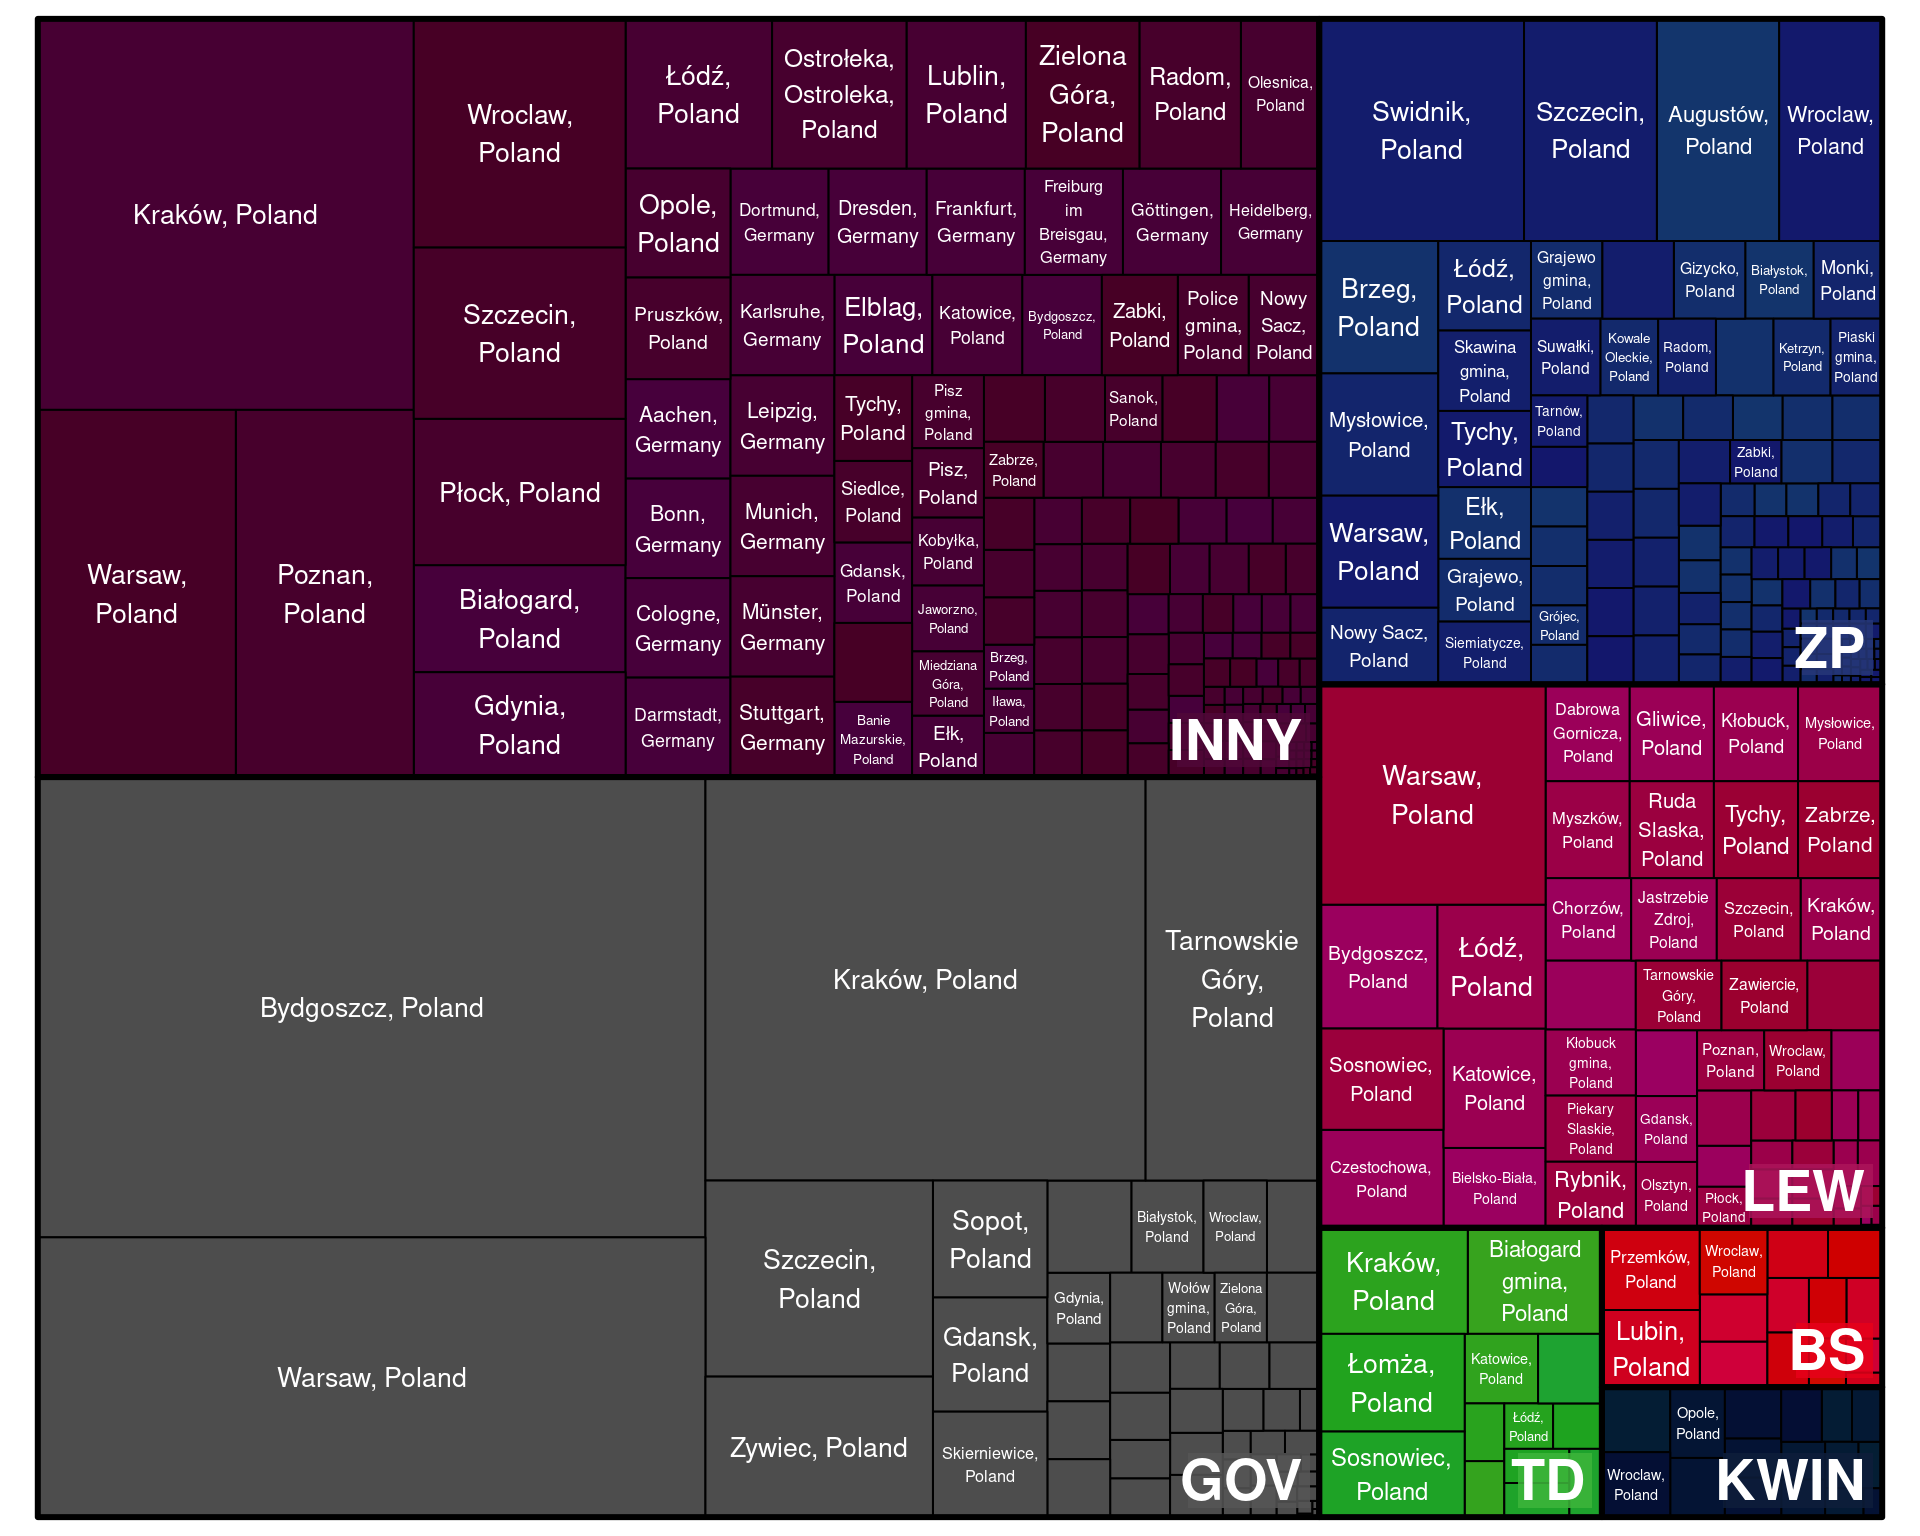 Kraków, Poland
Warsaw,
Poland
Poznan,
Poland
Wroclaw,
Poland
Szczecin,
Poland
Płock, Poland
Białogard,
Poland
Gdynia,
Poland
Łódź,
Poland
Ostrołeka,
Ostroleka,
Poland
Lublin,
Poland
Zielona
Góra,
Poland
Radom,
Poland
Olesnica,
Poland
Opole,
Poland
Dortmund,
Germany
Dresden,
Germany
Frankfurt,
Germany
Freiburg
im
Breisgau,
Germany
Göttingen,
Germany
Heidelberg,
Germany
Pruszków,
Poland
Karlsruhe,
Germany
Elblag,
Poland
Katowice,
Poland
Bydgoszcz,
Poland
Zabki,
Poland
Police
gmina,
Poland
Nowy
Sacz,
Poland
Aachen,
Germany
Leipzig,
Germany
Tychy,
Poland
Pisz
gmina,
Poland
Sanok,
Poland
Zabrze,
Poland
Pisz,
Poland
Siedlce,
Poland
Bonn,
Germany
Munich,
Germany
Kobyłka,
Poland
Gdansk,
Poland
Jaworzno,
Poland
Cologne,
Germany
Münster,
Germany
Miedziana
Góra,
Poland
Brzeg,
Poland
Iława,
Poland
Darmstadt,
Germany
Stuttgart,
Germany
Banie
Mazurskie,
Poland
Ełk,
Poland
INNY
Swidnik,
Poland
Szczecin,
Poland
Augustów,
Poland
Wroclaw,
Poland
Brzeg,
Poland
Łódź,
Poland
Grajewo
gmina,
Poland
Gizycko,
Poland
Białystok,
Poland
Monki,
Poland
Skawina
gmina,
Poland
Suwałki,
Poland
Kowale
Oleckie,
Poland
Radom,
Poland
Ketrzyn,
Poland
Piaski
gmina,
Poland
Mysłowice,
Poland
Tychy,
Poland
Tarnów,
Poland
Zabki,
Poland
Warsaw,
Poland
Ełk,
Poland
Grajewo,
Poland
Nowy Sacz,
Poland
Siemiatycze,
Poland
Grójec,
Poland
ZP
Bydgoszcz, Poland
Warsaw, Poland
Kraków, Poland
Tarnowskie
Góry,
Poland
Szczecin,
Poland
Zywiec, Poland
Sopot,
Poland
Gdansk,
Poland
Skierniewice,
Poland
Białystok,
Poland
Wroclaw,
Poland
Gdynia,
Poland
Wołów
gmina,
Poland
Zielona
Góra,
Poland
GOV
Warsaw,
Poland
Dabrowa
Gornicza,
Poland
Gliwice,
Poland
Kłobuck,
Poland
Mysłowice,
Poland
Myszków,
Poland
Ruda
Slaska,
Poland
Tychy,
Poland
Zabrze,
Poland
Bydgoszcz,
Poland
Łódź,
Poland
Chorzów,
Poland
Jastrzebie
Zdroj,
Poland
Szczecin,
Poland
Kraków,
Poland
Tarnowskie
Góry,
Poland
Zawiercie,
Poland
Sosnowiec,
Poland
Katowice,
Poland
Kłobuck
gmina,
Poland
Poznan,
Poland
Wroclaw,
Poland
Piekary
Slaskie,
Poland
Gdansk,
Poland
Czestochowa,
Poland
Bielsko-Biała,
Poland
Rybnik,
Poland
Olsztyn,
Poland
Płock,
Poland
LEW
Kraków,
Poland
Białogard
gmina,
Poland
Łomża,
Poland
Katowice,
Poland
Łódź,
Poland
Sosnowiec,
Poland
TD
Przemków,
Poland
Wroclaw,
Poland
Lubin,
Poland
BS
Opole,
Poland
Wroclaw,
Poland
KWIN